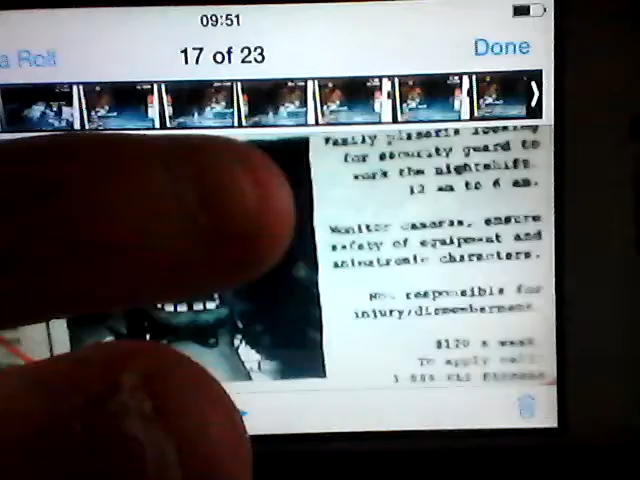 09:51
a Roll
17 of 23
Done
Family pizzeria looking
for security guard to
work the nightshift.
12 am to 6 am.
Monitor cameras, ensure
safety of equipment and
animatronic characters.
Not responsible for
injury/dismemberment.
$120 a week.
To apply call: